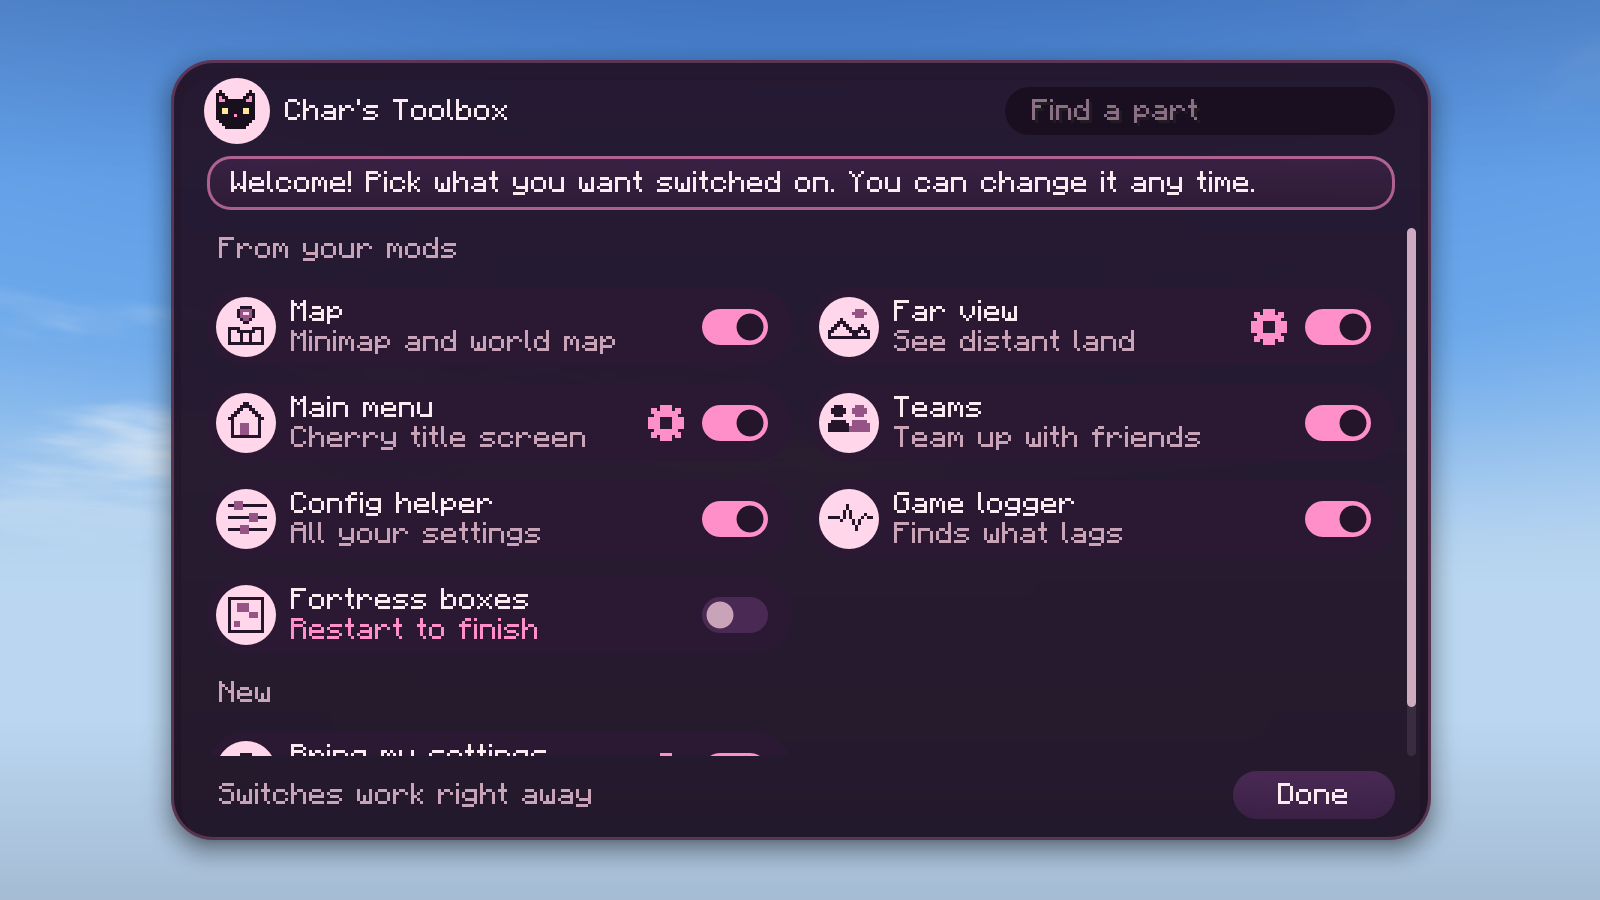 Char's Toolbox
Find a part
Welcome! Pick what you want switched on. You can change it any time.
From your mods
Map
Minimap and world map
Far view
See distant land
Main menu
Cherry title screen
Teams
Team up with friends
Config helper
All your settings
Game logger
Finds what lags
Fortress boxes
Restart to finish
New
Bring my settings
Switches work right away
Done